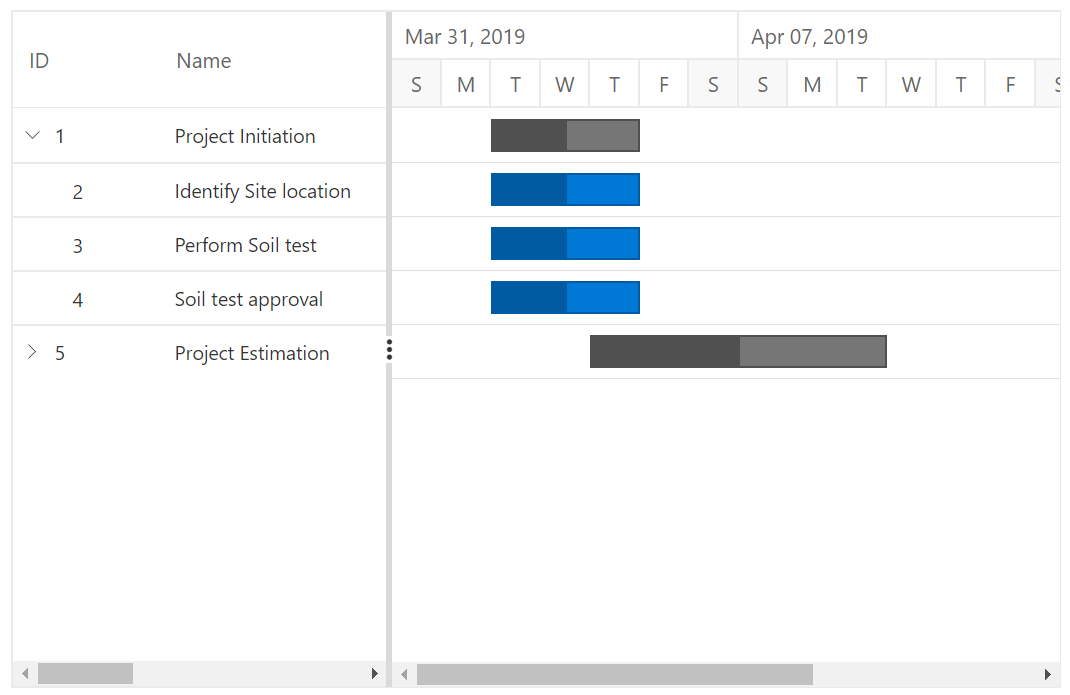 ID Name Mar 31, 2019 Apr 07, 2019
S M T W T F S S M T W T F S
1 Project Initiation
2 Identify Site location
3 Perform Soil test
4 Soil test approval
5 Project Estimation